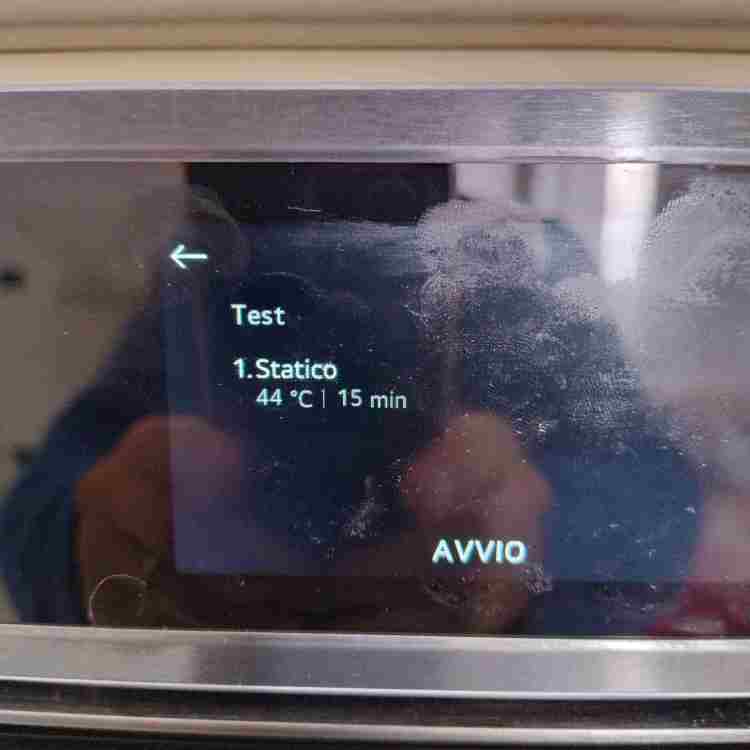 ←
Test
1. Statico
44 °C | 15 min
AVVIO